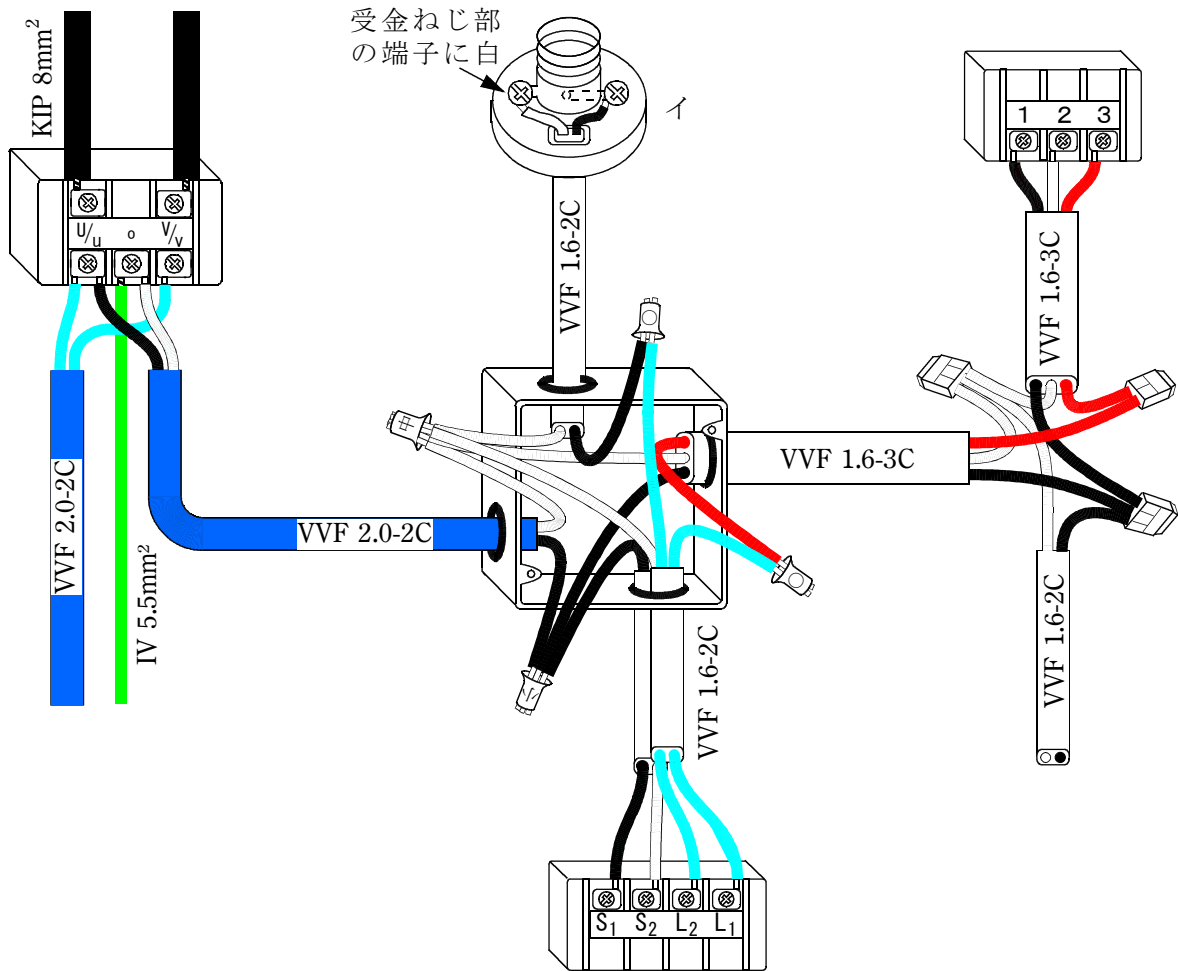 受金ねじ部
の端子に白
イ
KIP 8mm²
U/u
o
V/v
1
2
3
VVF 1.6-2C
VVF 1.6-3C
VVF 1.6-3C
VVF 2.0-2C
VVF 2.0-2C
IV 5.5mm²
VVF 1.6-2C
VVF 1.6-2C
S₁
S₂
L₂
L₁